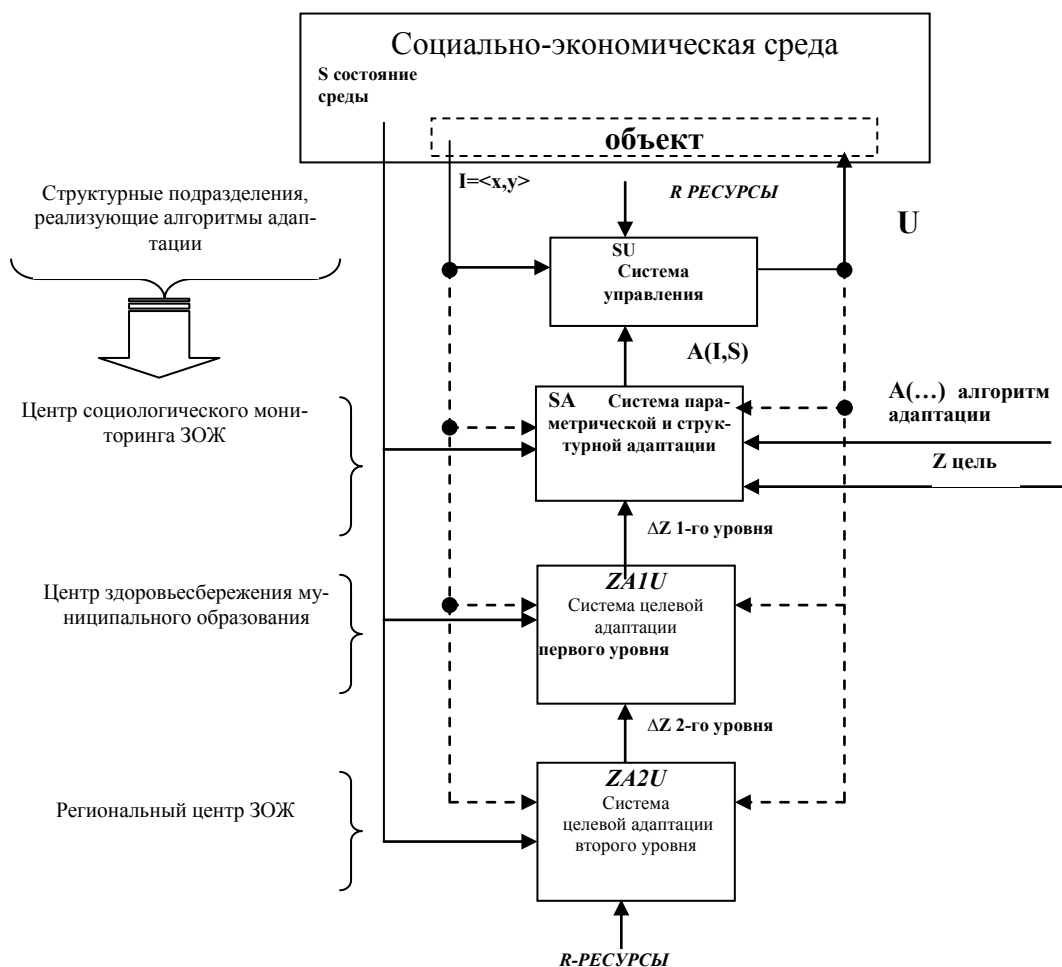 Социально-экономическая среда
S состояние
среды
объект
I=<x,y>
R РЕСУРСЫ
U
Структурные подразделения,
реализующие алгоритмы адап-
тации
SU
Система
управления
A(I,S)
Центр социологического мони-
торинга ЗОЖ
SA Система пара-
метрической и струк-
турной адаптации
A(…) алгоритм
адаптации
Z цель
ΔZ 1-го уровня
Центр здоровьесбережения му-
ниципального образования
ZA1U
Система целевой
адаптации
первого уровня
ΔZ 2-го уровня
Региональный центр ЗОЖ
ZA2U
Система
целевой адаптации
второго уровня
R-РЕСУРСЫ